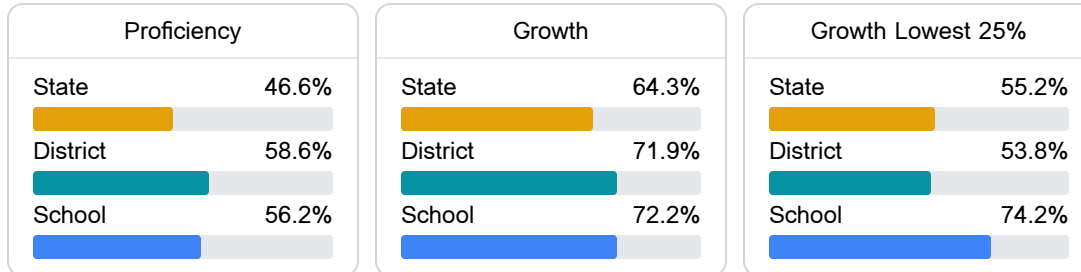 Proficiency
State 46.6%
District 58.6%
School 56.2%
Growth
State 64.3%
District 71.9%
School 72.2%
Growth Lowest 25%
State 55.2%
District 53.8%
School 74.2%